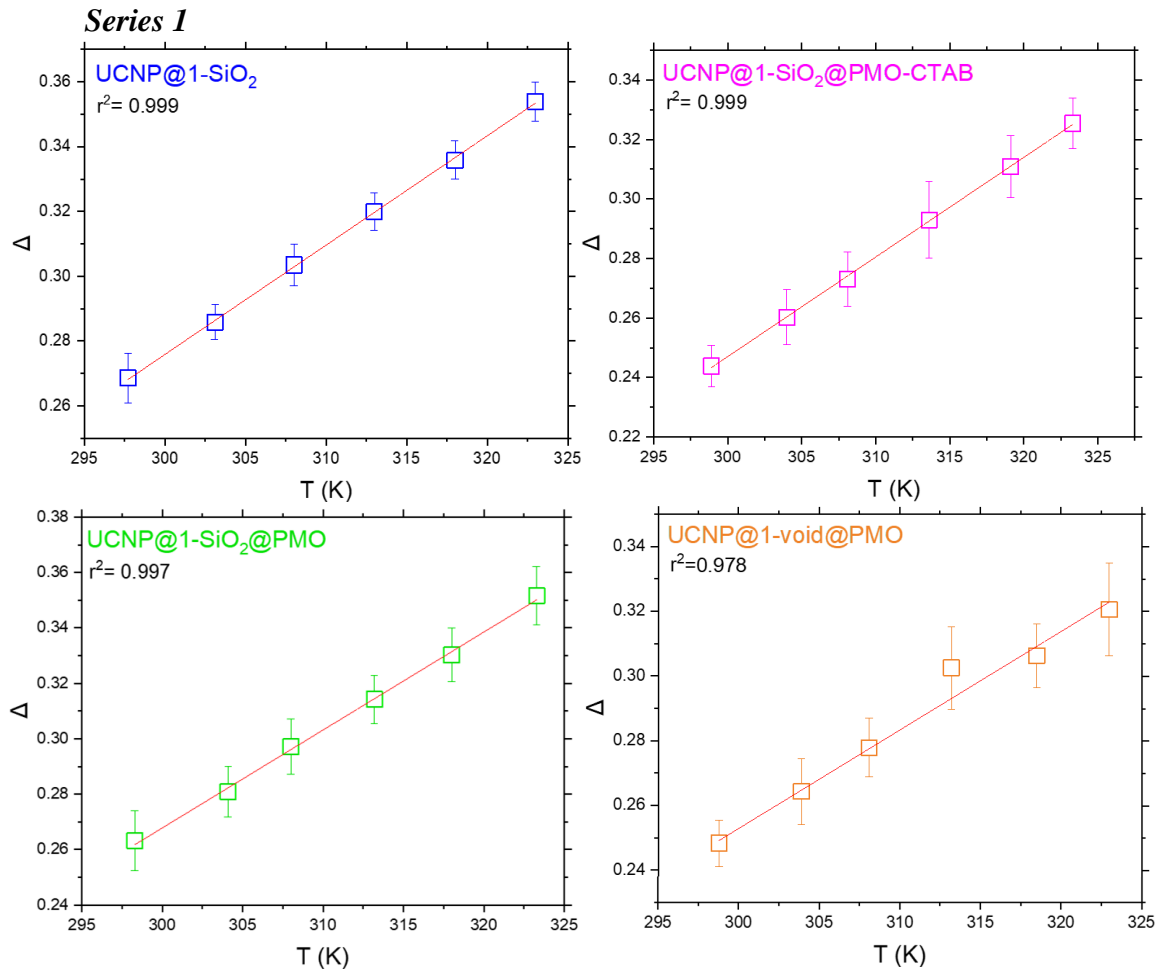 Series 1
UCNP@1-SiO₂
r²= 0.999
0.36
0.34
0.32
0.30
0.28
0.26
Δ
295 300 305 310 315 320 325
T (K)
UCNP@1-SiO₂@PMO-CTAB
r²= 0.999
0.34
0.32
0.30
0.28
0.26
0.24
0.22
Δ
295 300 305 310 315 320 325
T (K)
UCNP@1-SiO₂@PMO
r²= 0.997
0.38
0.36
0.34
0.32
0.30
0.28
0.26
0.24
Δ
295 300 305 310 315 320 325
T (K)
UCNP@1-void@PMO
r²=0.978
0.34
0.32
0.30
0.28
0.26
0.24
Δ
295 300 305 310 315 320 325
T (K)